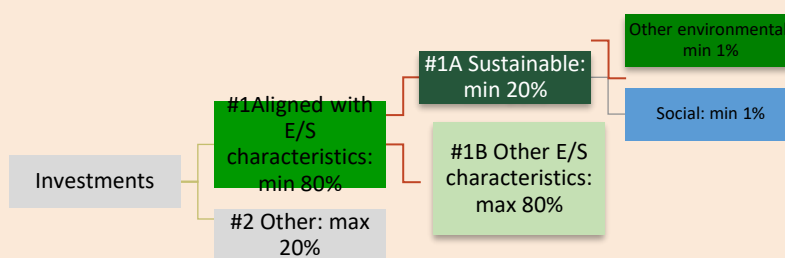 Investments
#1Aligned with
E/S
characteristics:
min 80%
#2 Other: max
20%
#1A Sustainable:
min 20%
#1B Other E/S
characteristics:
max 80%
Other environmental
min 1%
Social: min 1%